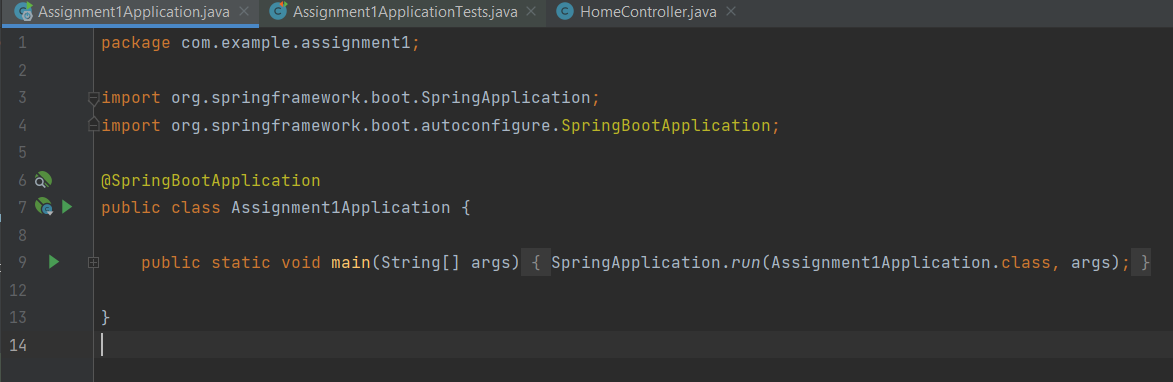 Assignment1Application.java Assignment1ApplicationTests.java HomeController.java
1 package com.example.assignment1;
2
3 import org.springframework.boot.SpringApplication;
4 import org.springframework.boot.autoconfigure.SpringBootApplication;
5
6 @SpringBootApplication
7 public class Assignment1Application {
8
9 public static void main(String[] args) { SpringApplication.run(Assignment1Application.class, args); }
12
13 }
14